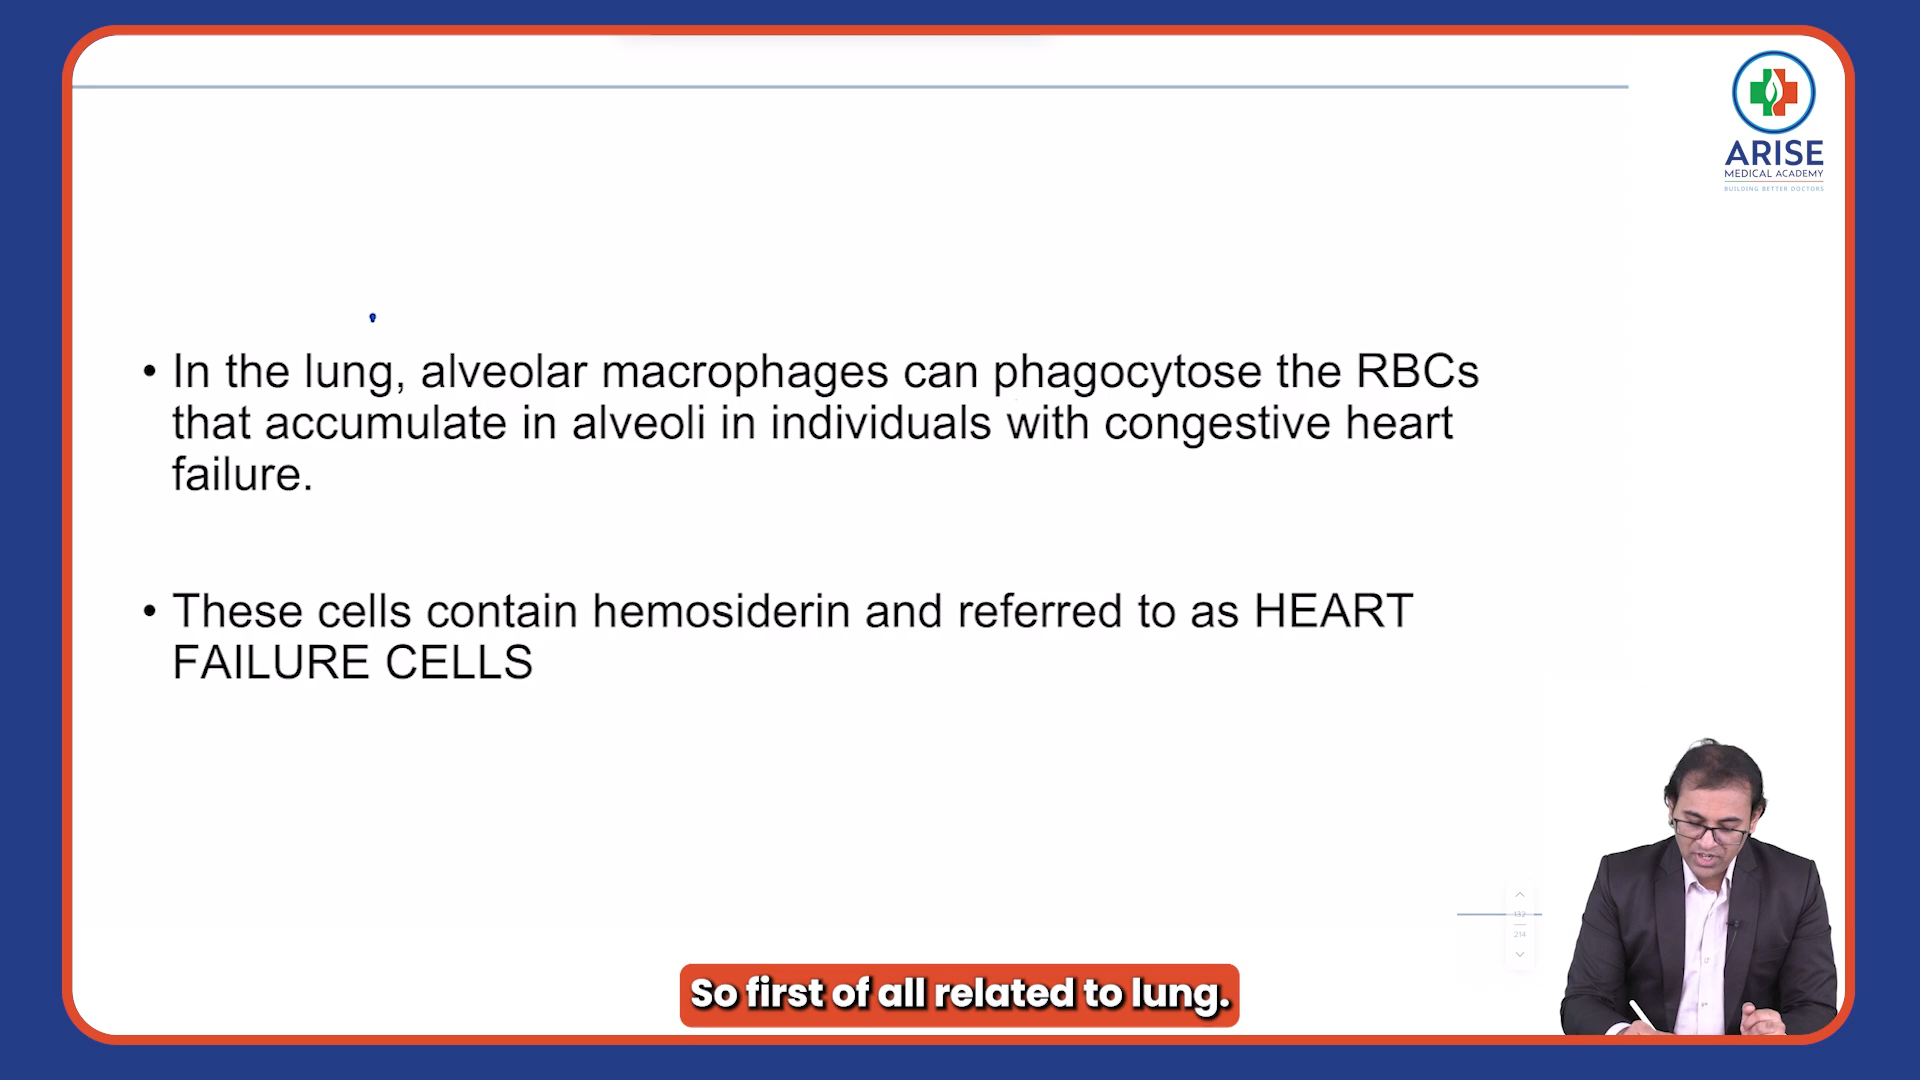 ARISE
MEDICAL ACADEMY
BUILDING BETTER DOCTORS
• In the lung, alveolar macrophages can phagocytose the RBCs
that accumulate in alveoli in individuals with congestive heart
failure.
• These cells contain hemosiderin and referred to as HEART
FAILURE CELLS
132
214
So first of all related to lung.